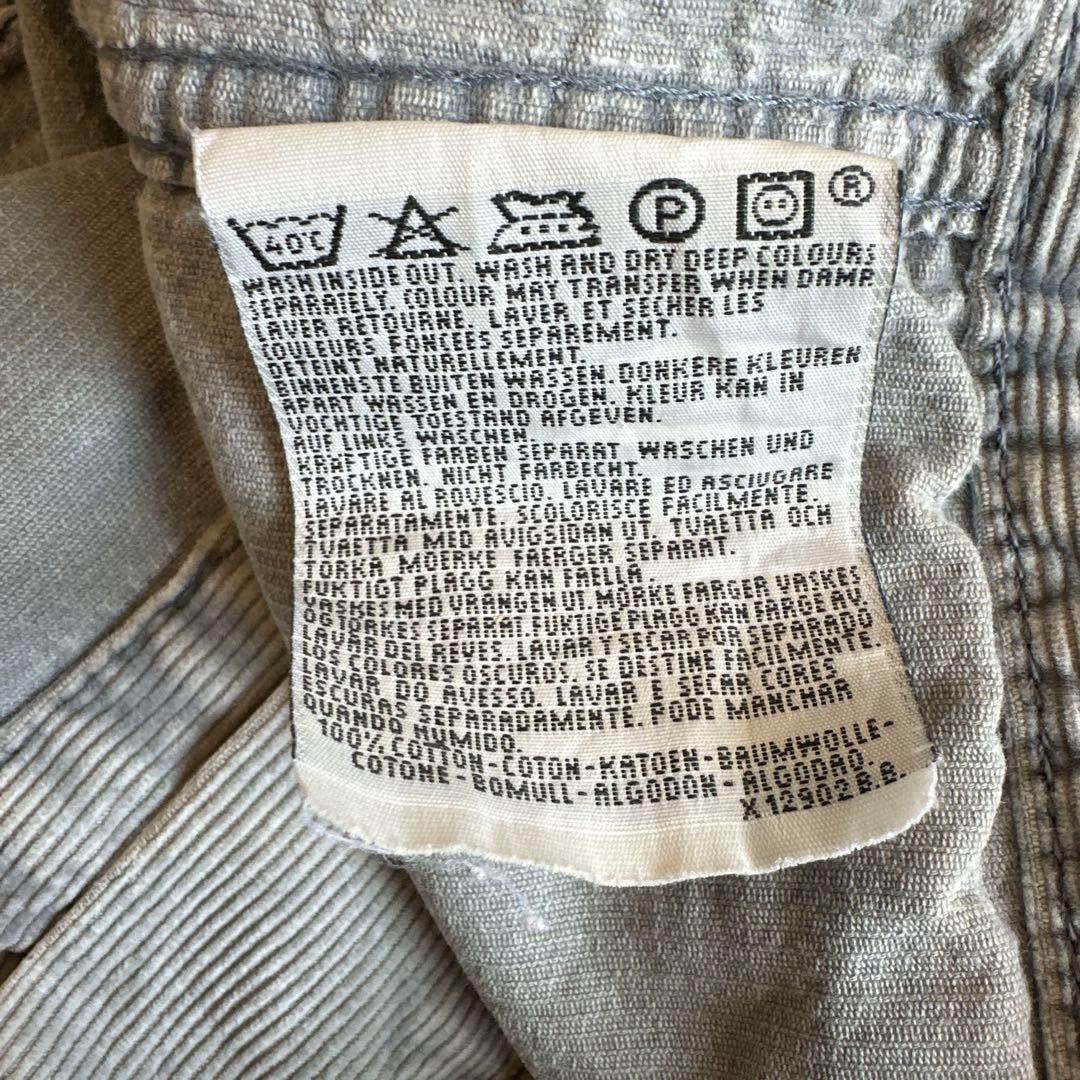 40C P ®
WASH INSIDE OUT. WASH AND DRY DEEP COLOURS
SEPARATELY. COLOUR MAY TRANSFER WHEN DAMP.
LAVER RETOURNE. LAVER ET SECHER LES
COULEURS FONCEES SEPAREMENT.
DETEINT NATURELLEMENT.
BINNENSTE BUITEN WASSEN. DONKERE KLEUREN
APART WASSEN EN DROGEN. KLEUR KAN IN
VOCHTIGE TOESTAND AFGEVEN.
AUF LINKS WASCHEN.
KRAFTIGE FARBEN SEPARAT WASCHEN UND
TROCKNEN. NICHT FARBECHT.
LAVARE AL ROVESCIO. LAVARE ED ASCIUGARE
SEPARATAMENTE. SCOLORISCE FACILMENTE.
TVAETTA MED AVIGSIDAN UT. TVAETTA OCH
TORKA MOERKE FAERGER SEPARAT.
FUKTIGT PLAGG KAN FAELLA.
VASKES MED VRANGEN UT. MØRKE FARGER VASKES
OG TØRKES SEPARAT. FUKTIGE PLAGG KAN FARGE AV.
LAVAR DEL REVES. LAVAR Y SECAR POR SEPARADO
LOS COLORES OSCUROS. SE DESTINE FACILMENTE.
LAVAR DO AVESSO. LAVAR E SECAR CORES
ESCURAS SEPARADAMENTE. PODE MANCHAR
QUANDO HUMIDO.
100% COTTON-COTON-KATOEN-BAUMWOLLE-
COTONE-BOMULL-ALGODON-ALGODAO.
X12902B.B.